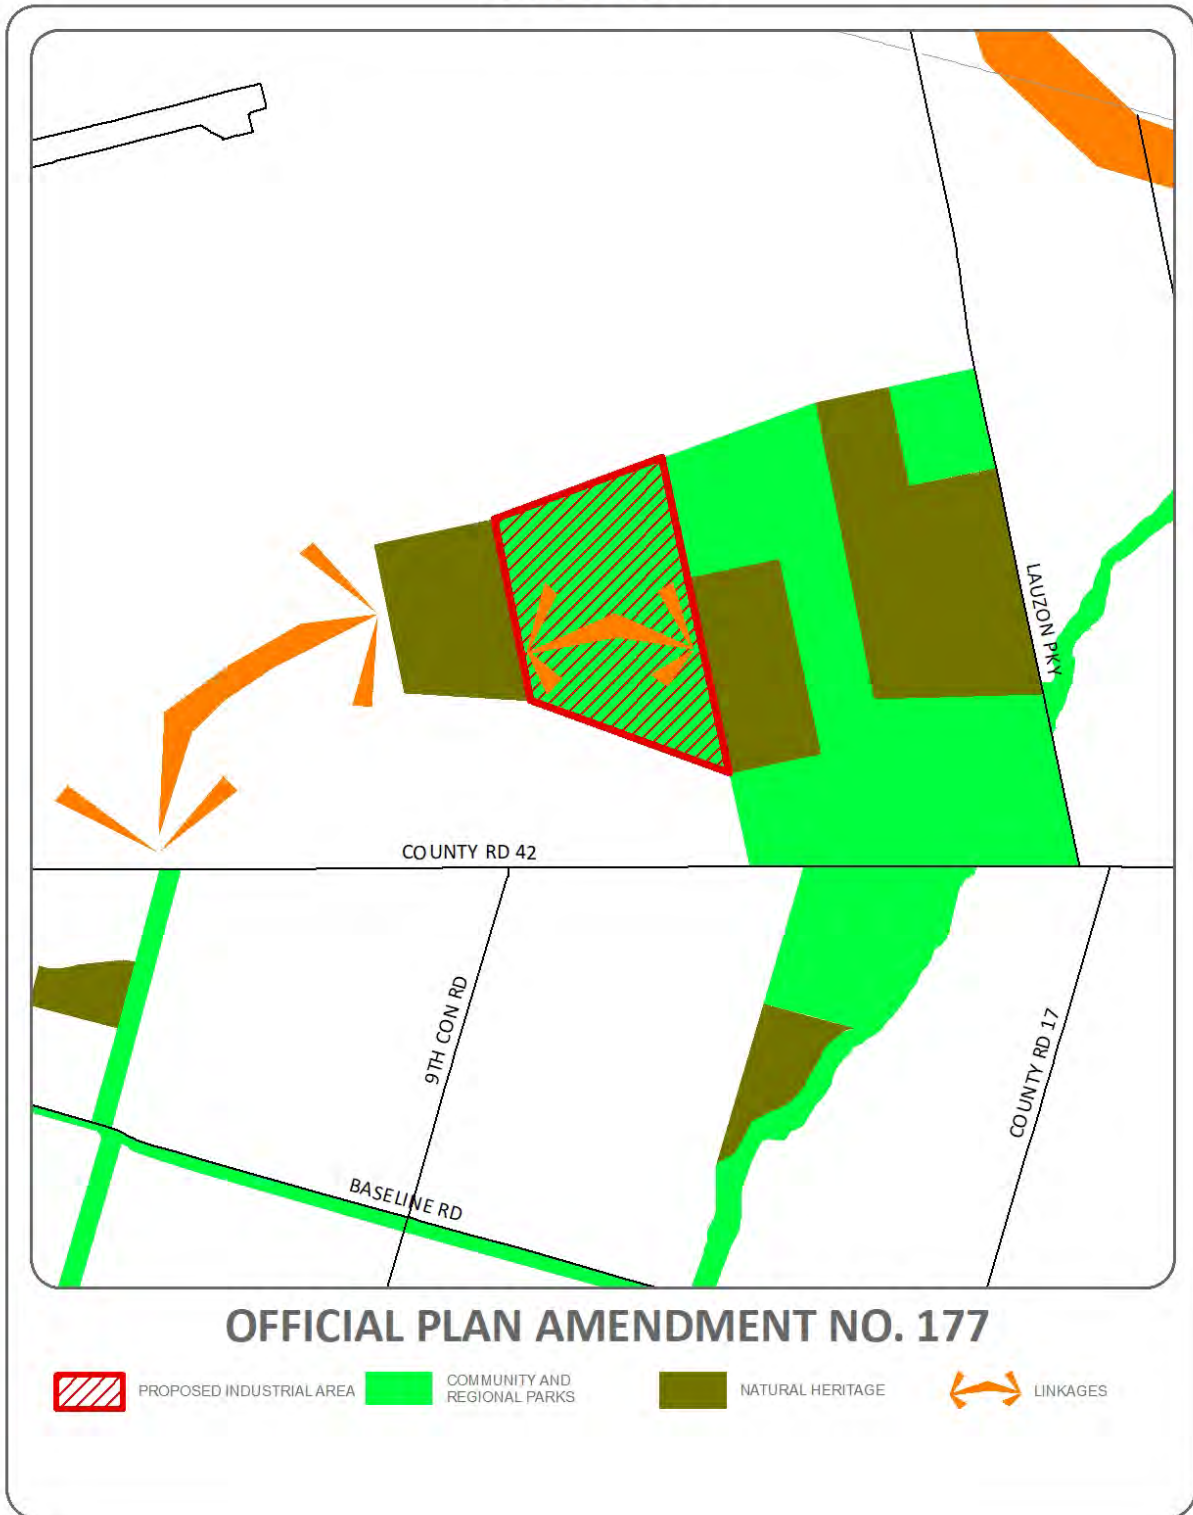 LAUZON PKY
COUNTY RD 42
9TH CON RD
COUNTY RD 17
BASELINE RD
OFFICIAL PLAN AMENDMENT NO. 177
PROPOSED INDUSTRIAL AREA
COMMUNITY AND
REGIONAL PARKS
NATURAL HERITAGE
LINKAGES